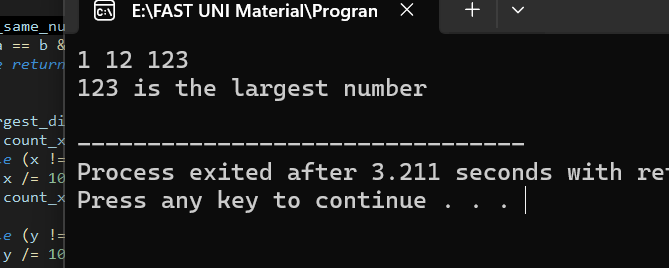 E:\FAST UNI Material\Progran
1 12 123
123 is the largest number
--------------------------------
Process exited after 3.211 seconds with ret
Press any key to continue . . .
_same_nu
== b &
return
rgest_di
count_x
(x !=
x /= 10
count_x
(y !=
y /= 10